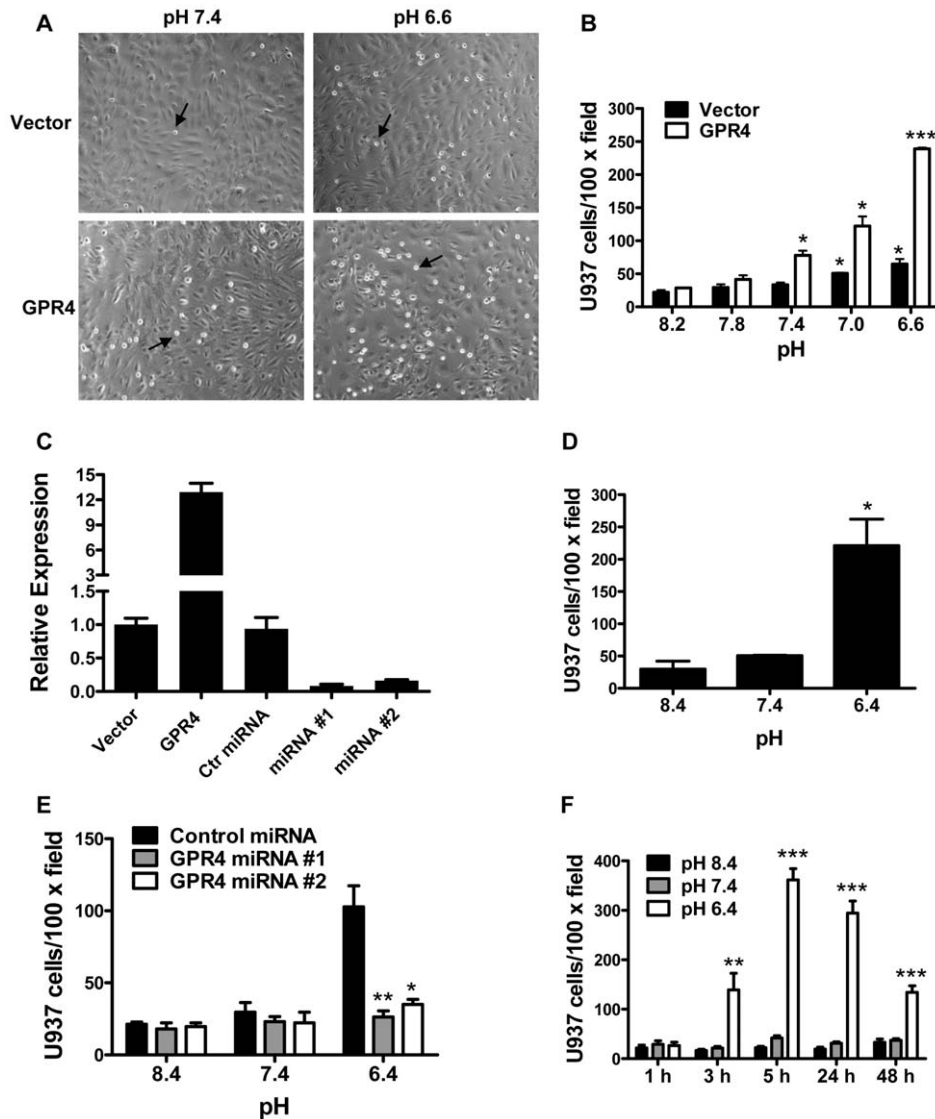 A
pH 7.4
pH 6.6
Vector
GPR4
B
Vector
GPR4
U937 cells/100 x field
300
250
200
150
100
50
0
*
*
*
*
***
8.2 7.8 7.4 7.0 6.6
pH
C
Relative Expression
15
12
9
6
3
1.5
1.0
0.5
0.0
Vector
GPR4
Ctr miRNA
miRNA #1
miRNA #2
D
U937 cells/100 x field
300
250
200
150
100
50
0
*
8.4 7.4 6.4
pH
E
Control miRNA
GPR4 miRNA #1
GPR4 miRNA #2
U937 cells/100 x field
150
100
50
0
**
*
8.4 7.4 6.4
pH
F
pH 8.4
pH 7.4
pH 6.4
U937 cells/100 x field
400
300
200
100
0
**
***
***
***
1 h 3 h 5 h 24 h 48 h